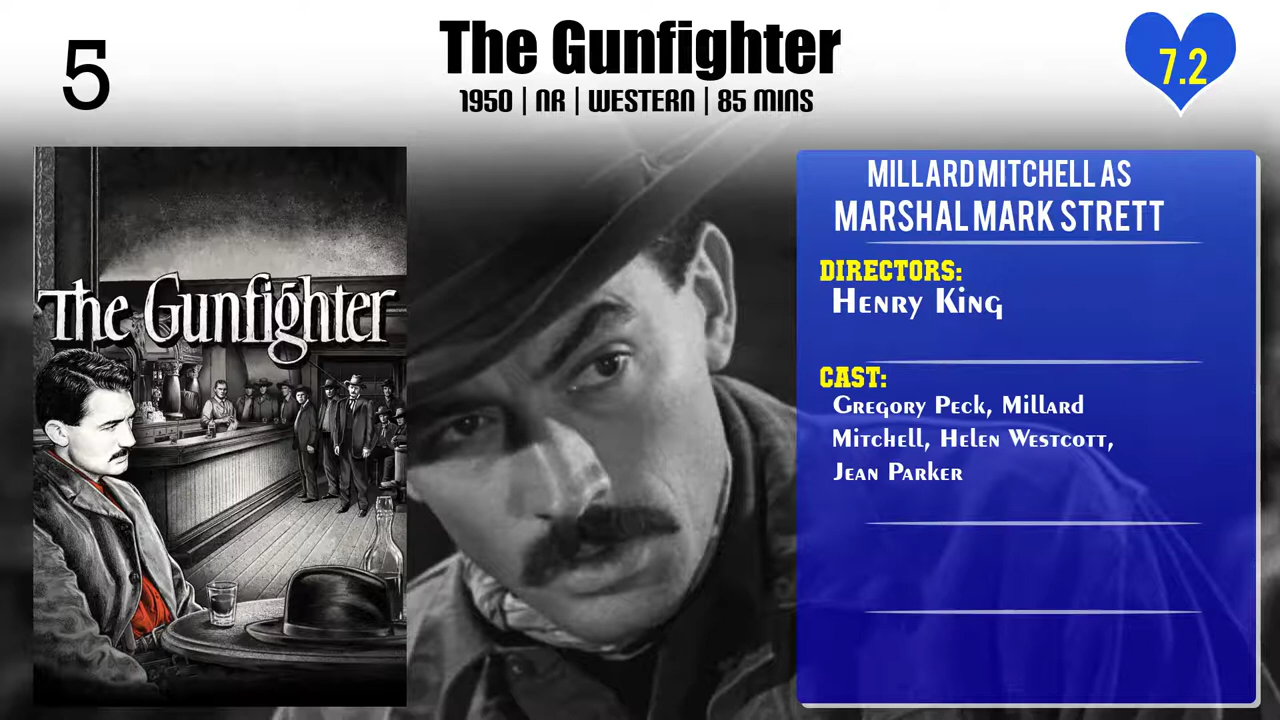 5
The Gunfighter
1950 | NR | WESTERN | 85 MINS
7.2
The Gunfighter
MILLARD MITCHELL AS
MARSHAL MARK STRETT
DIRECTORS:
HENRY KING
CAST:
GREGORY PECK, MILLARD
MITCHELL, HELEN WESTCOTT,
JEAN PARKER